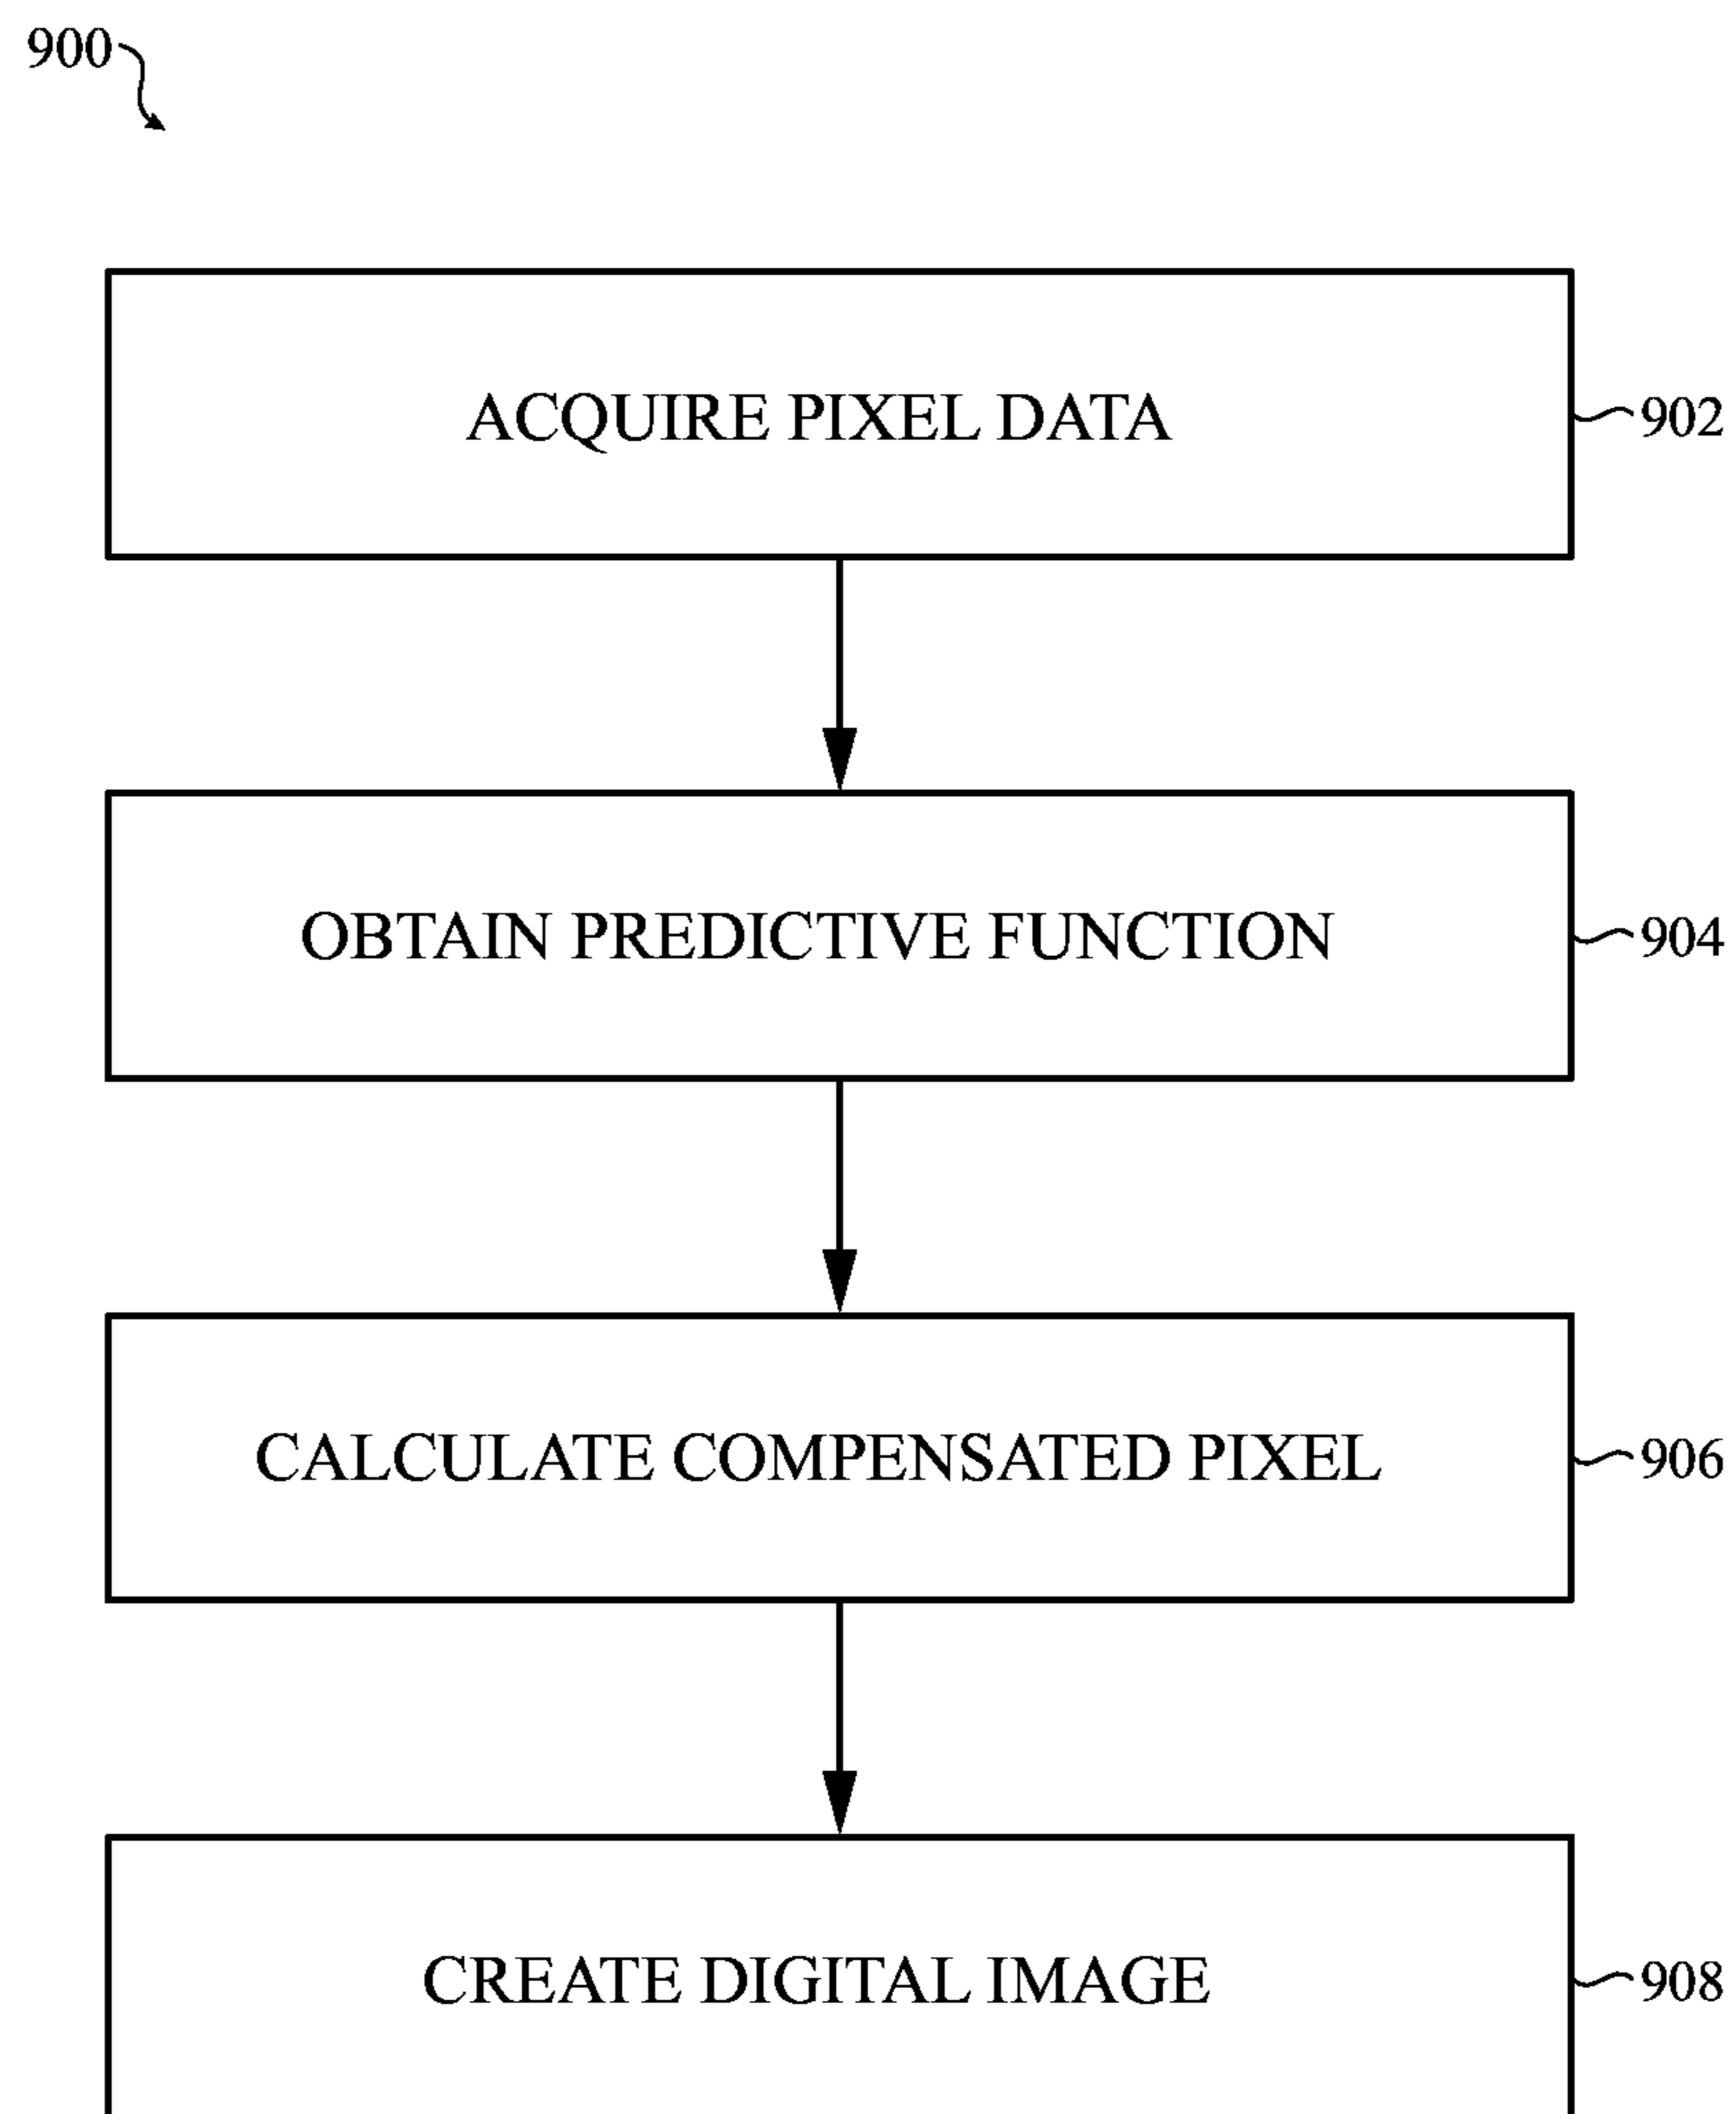 900
ACQUIRE PIXEL DATA
902
OBTAIN PREDICTIVE FUNCTION
904
CALCULATE COMPENSATED PIXEL
906
CREATE DIGITAL IMAGE
908